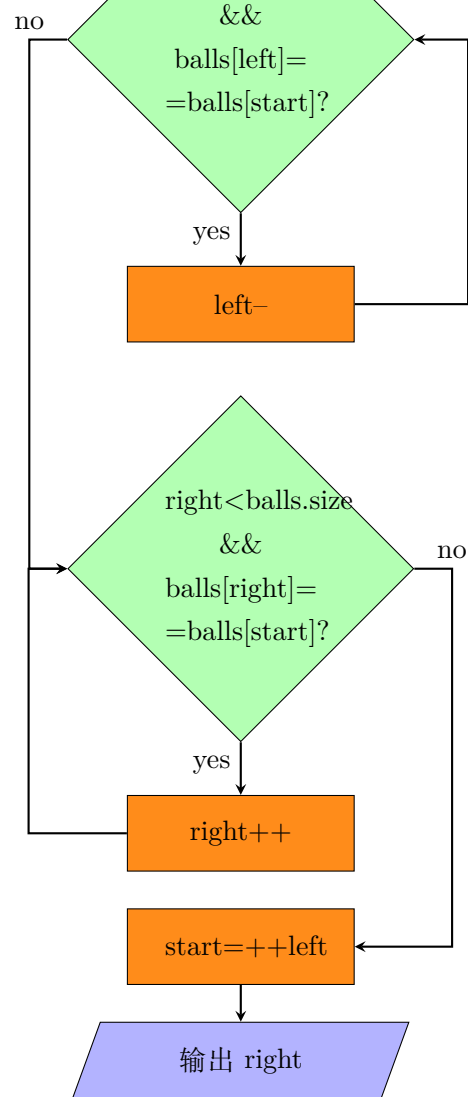 no
&&
balls[left]=
=balls[start]?
yes
left–
right<balls.size
&&
no
balls[right]=
=balls[start]?
yes
right++
start=++left
输出 right